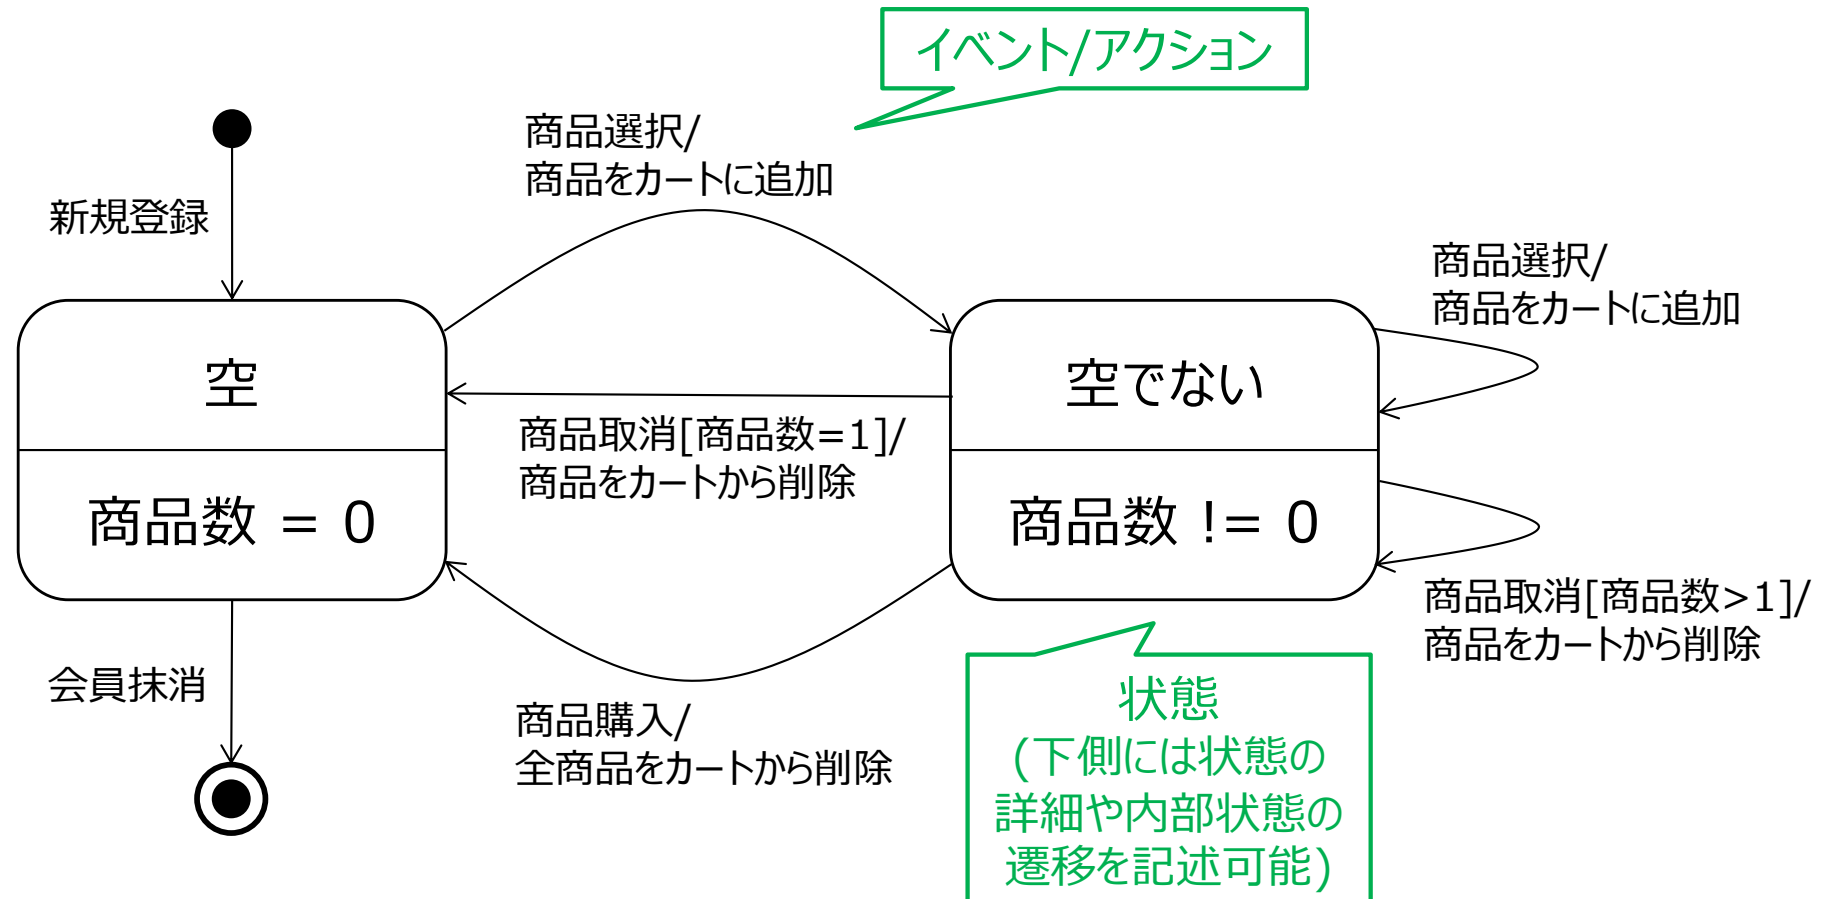 イベント/アクション
商品選択/
商品をカートに追加
新規登録
商品選択/
商品をカートに追加
空
空でない
商品取消[商品数=1]/
商品をカートから削除
商品数 = 0
商品数 != 0
商品取消[商品数>1]/
商品をカートから削除
会員抹消
商品購入/
全商品をカートから削除
状態
(下側には状態の
詳細や内部状態の
遷移を記述可能)